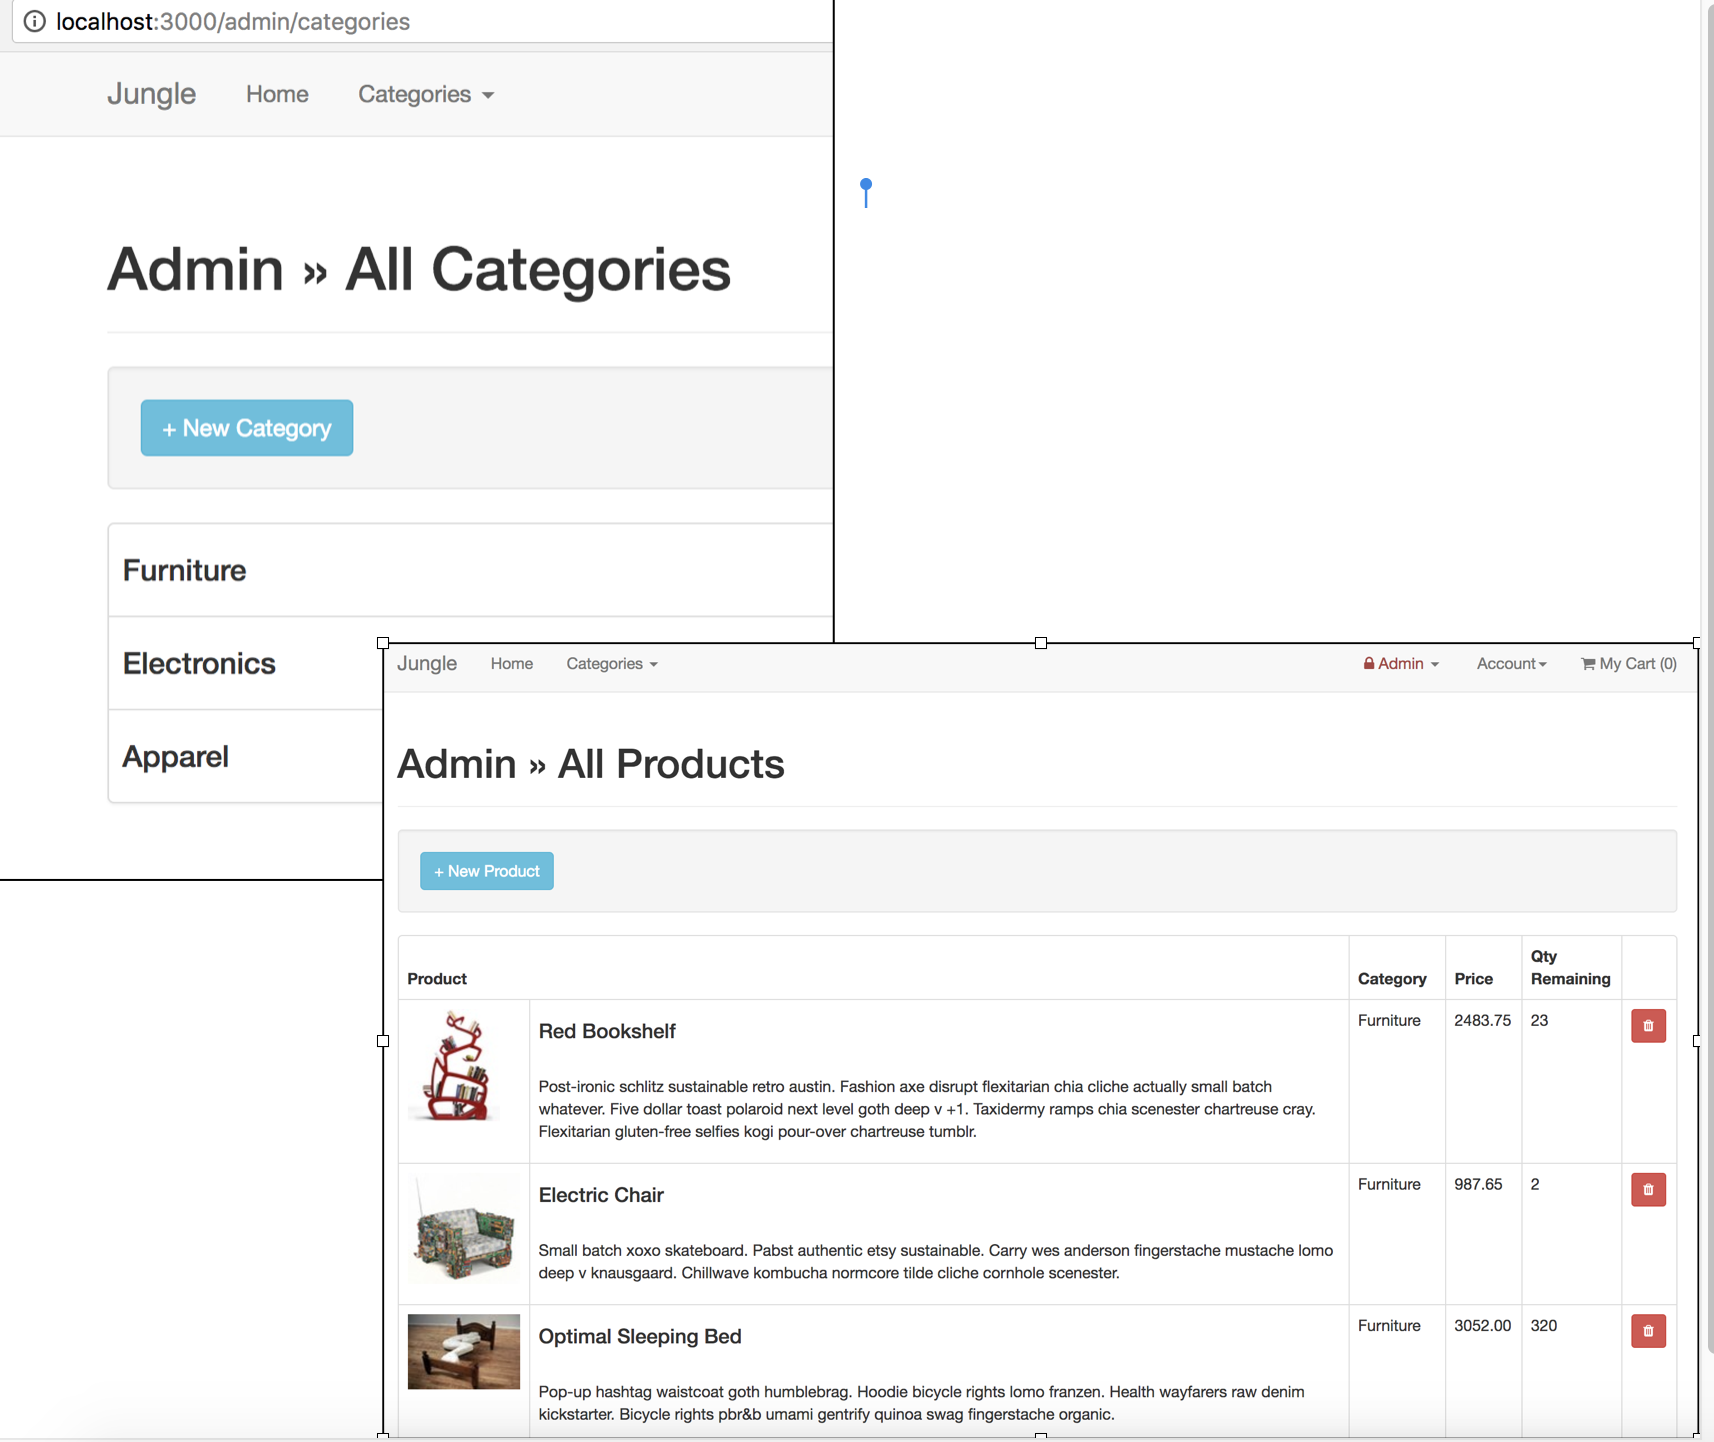 localhost:3000/admin/categories
Jungle Home Categories
Admin » All Categories
+ New Category
Furniture
Electronics
Apparel
Jungle Home Categories Admin Account My Cart (0)
Admin » All Products
+ New Product
Product Category Price Qty Remaining
Red Bookshelf Furniture 2483.75 23
Post-ironic schlitz sustainable retro austin. Fashion axe disrupt flexitarian chia cliche actually small batch
whatever. Five dollar toast polaroid next level goth deep v +1. Taxidermy ramps chia scenester chartreuse cray.
Flexitarian gluten-free selfies kogi pour-over chartreuse tumblr.
Electric Chair Furniture 987.65 2
Small batch xoxo skateboard. Pabst authentic etsy sustainable. Carry wes anderson fingerstache mustache lomo
deep v knausgaard. Chillwave kombucha normcore tilde cliche cornhole scenester.
Optimal Sleeping Bed Furniture 3052.00 320
Pop-up hashtag waistcoat goth humblebrag. Hoodie bicycle rights lomo franzen. Health wayfarers raw denim
kickstarter. Bicycle rights pbr&b umami gentrify quinoa swag fingerstache organic.